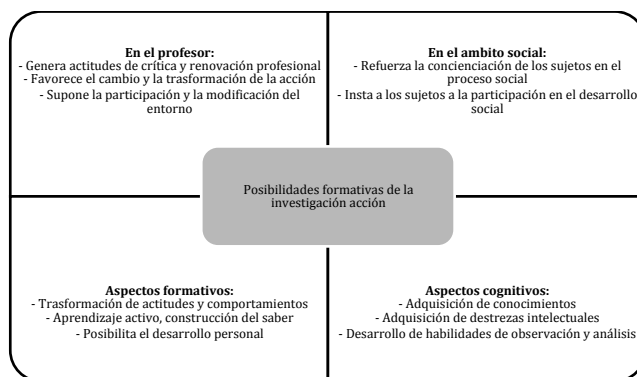 En el profesor:
- Genera actitudes de crítica y renovación profesional
- Favorece el cambio y la trasformación de la acción
- Supone la participación y la modificación del
entorno
En el ambito social:
- Refuerza la concienciación de los sujetos en el
proceso social
- Insta a los sujetos a la participación en el desarrollo
social
Posibilidades formativas de la
investigación acción
Aspectos formativos:
- Trasformación de actitudes y comportamientos
- Aprendizaje activo, construcción del saber
- Posibilita el desarrollo personal
Aspectos cognitivos:
- Adquisición de conocimientos
- Adquisición de destrezas intelectuales
- Desarrollo de habilidades de observación y análisis